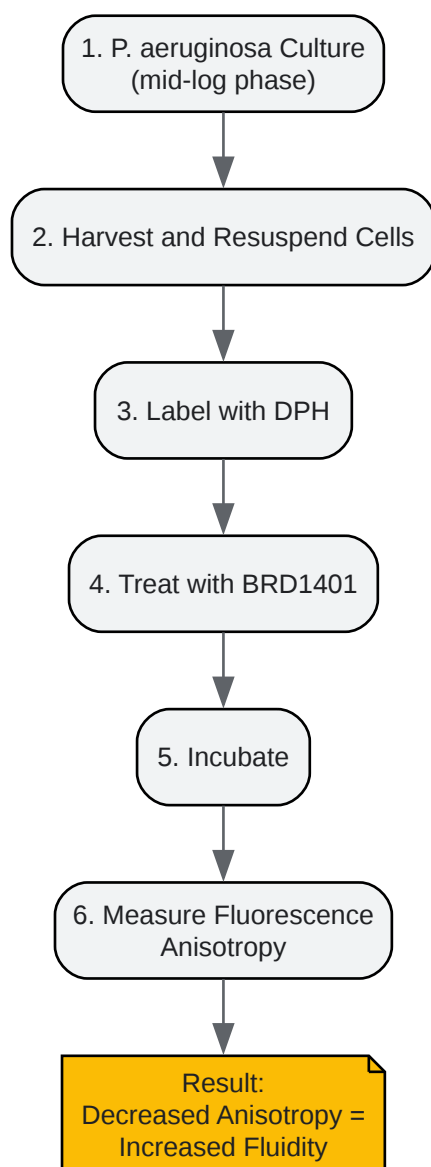 1. P. aeruginosa Culture
(mid-log phase)
2. Harvest and Resuspend Cells
3. Label with DPH
4. Treat with BRD1401
5. Incubate
6. Measure Fluorescence
Anisotropy
Result:
Decreased Anisotropy =
Increased Fluidity